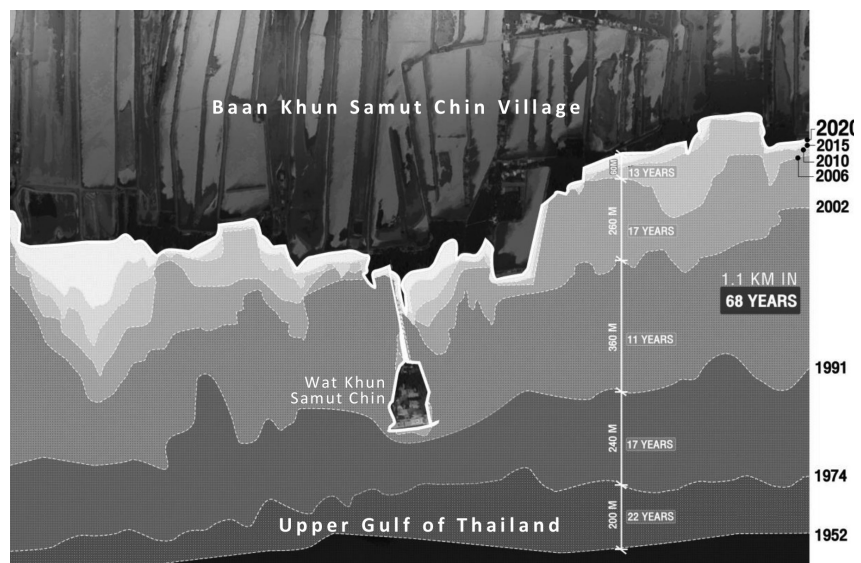 Baan Khun Samut Chin Village
2020
2015
2010
2006
2002
60M
13 YEARS
260 M
17 YEARS
1.1 KM IN
68 YEARS
360 M
11 YEARS
1991
Wat Khun
Samut Chin
240 M
17 YEARS
1974
200 M
22 YEARS
Upper Gulf of Thailand
1952